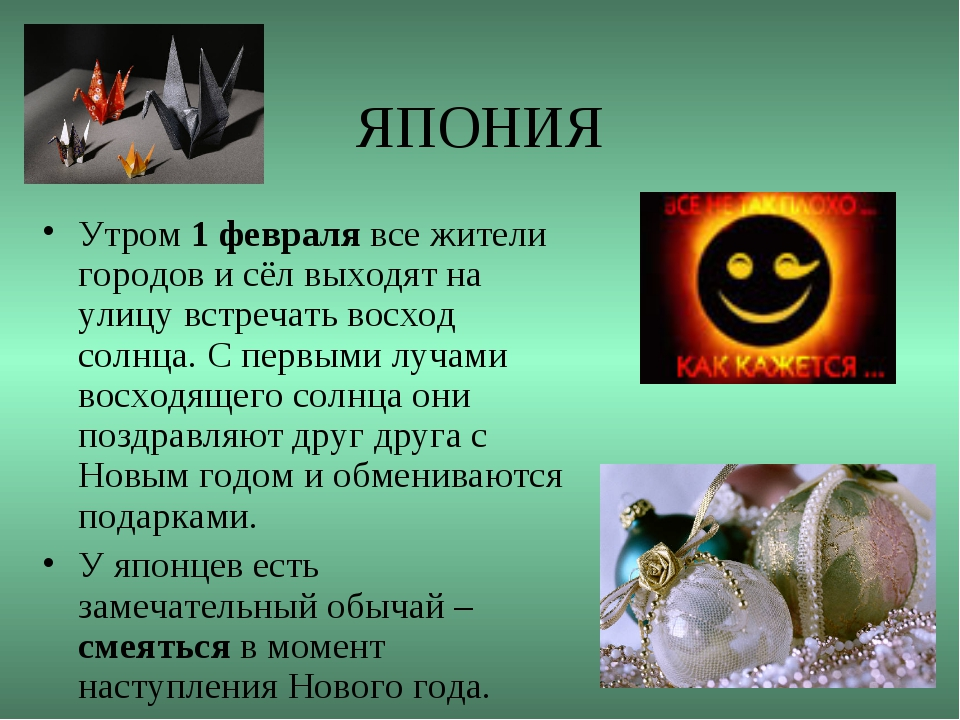 ЯПОНИЯ
• Утром 1 февраля все жители
городов и сёл выходят на
улицу встречать восход
солнца. С первыми лучами
восходящего солнца они
поздравляют друг друга с
Новым годом и обмениваются
подарками.
• У японцев есть
замечательный обычай –
смеяться в момент
наступления Нового года.
ВСЕ НЕ ТАК ПЛОХО ...
КАК КАЖЕТСЯ ...